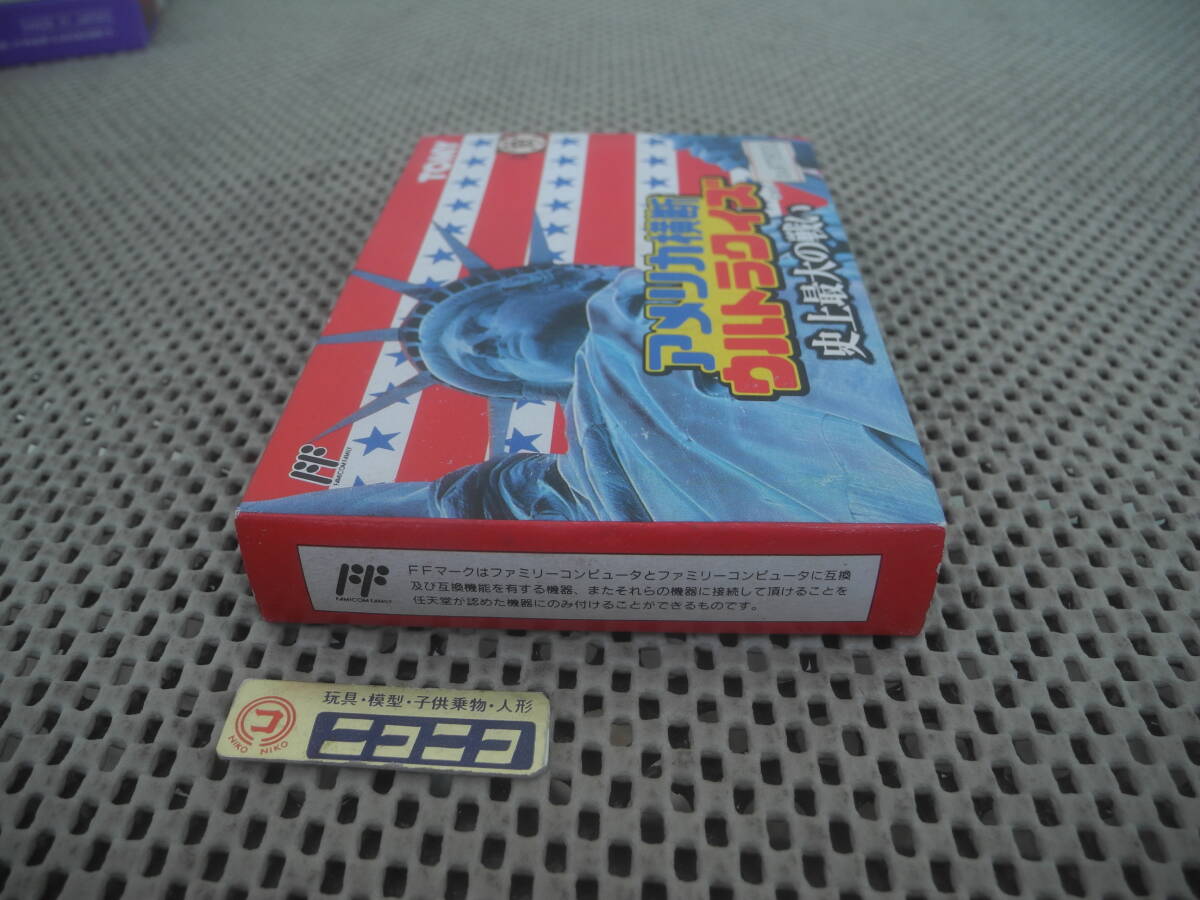 TOMY
アメリカ横断
ウルトラクイズ
史上最大の戦い
FF
FAMICOM FAMILY
FF
FAMICOM FAMILY
FFマークはファミリーコンピュータとファミリーコンピュータに互換
及び互換機能を有する機器、またそれらの機器に接続して頂けることを
任天堂が認めた機器にのみ付けることができるものです。
コ
NIKO NIKO
玩具・模型・子供乗物・人形
ニコニコ